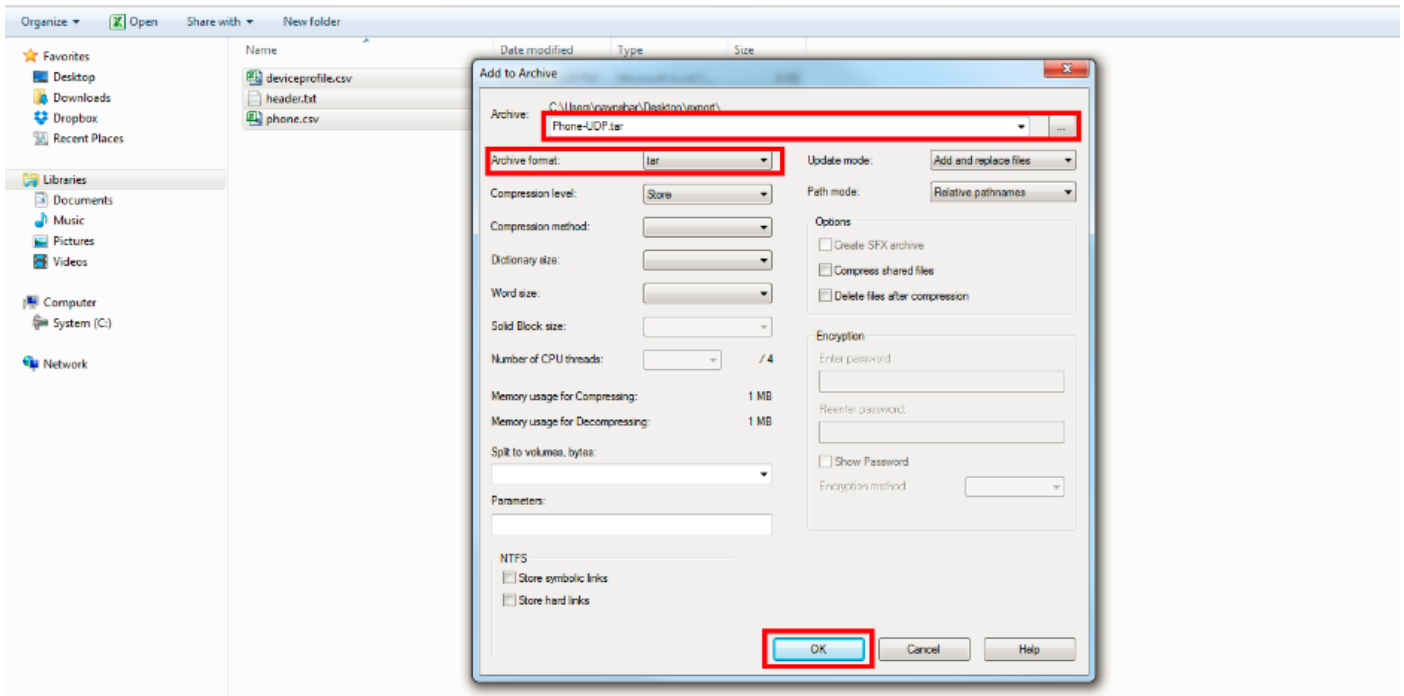 Organize Open Share with New folder
Favorites
Desktop
Downloads
Dropbox
Recent Places
Libraries
Documents
Music
Pictures
Videos
Computer
System (C:)
Network
Name Date modified Type Size
deviceprofile.csv
header.txt
phone.csv
Add to Archive
Archive: C:\Users\navnshar\Desktop\export\
Phone-UDP.tar ...
Archive format: tar
Compression level: Store
Compression method:
Dictionary size:
Word size:
Solid Block size:
Number of CPU threads: / 4
Memory usage for Compressing: 1 MB
Memory usage for Decompressing: 1 MB
Split to volumes, bytes:
Parameters:
NTFS
Store symbolic links
Store hard links
Update mode: Add and replace files
Path mode: Relative pathnames
Options
Create SFX archive
Compress shared files
Delete files after compression
Encryption
Enter password:
Reenter password:
Show Password
Encryption method:
OK Cancel Help